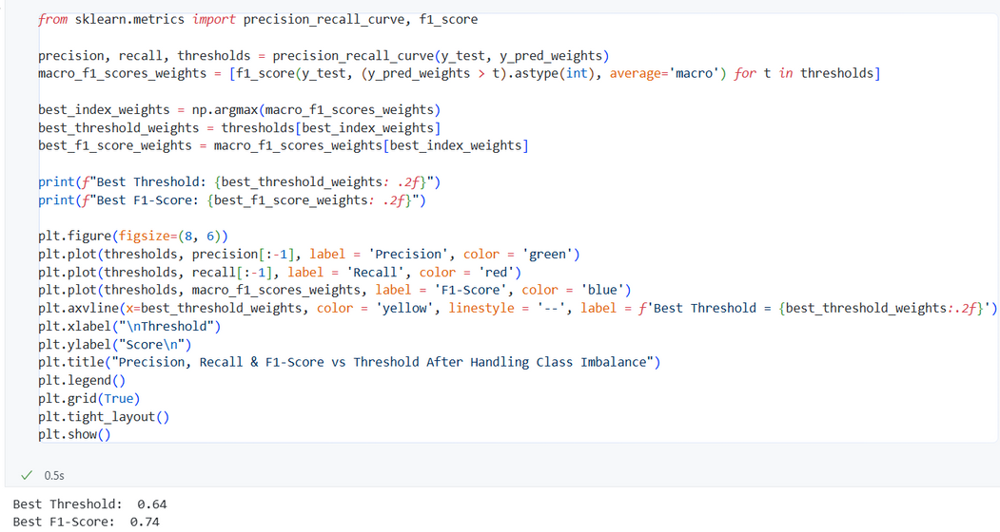 from sklearn.metrics import precision_recall_curve, f1_score
precision, recall, thresholds = precision_recall_curve(y_test, y_pred_weights)
macro_f1_scores_weights = [f1_score(y_test, (y_pred_weights > t).astype(int), average='macro') for t in thresholds]
best_index_weights = np.argmax(macro_f1_scores_weights)
best_threshold_weights = thresholds[best_index_weights]
best_f1_score_weights = macro_f1_scores_weights[best_index_weights]
print(f"Best Threshold: {best_threshold_weights: .2f}")
print(f"Best F1-Score: {best_f1_score_weights: .2f}")
plt.figure(figsize=(8, 6))
plt.plot(thresholds, precision[:-1], label = 'Precision', color = 'green')
plt.plot(thresholds, recall[:-1], label = 'Recall', color = 'red')
plt.plot(thresholds, macro_f1_scores_weights, label = 'F1-Score', color = 'blue')
plt.axvline(x=best_threshold_weights, color = 'yellow', linestyle = '--', label = f'Best Threshold = {best_threshold_weights:.2f}')
plt.xlabel("\nThreshold")
plt.ylabel("Score\n")
plt.title("Precision, Recall & F1-Score vs Threshold After Handling Class Imbalance")
plt.legend()
plt.grid(True)
plt.tight_layout()
plt.show()
0.5s
Best Threshold:  0.64
Best F1-Score:  0.74